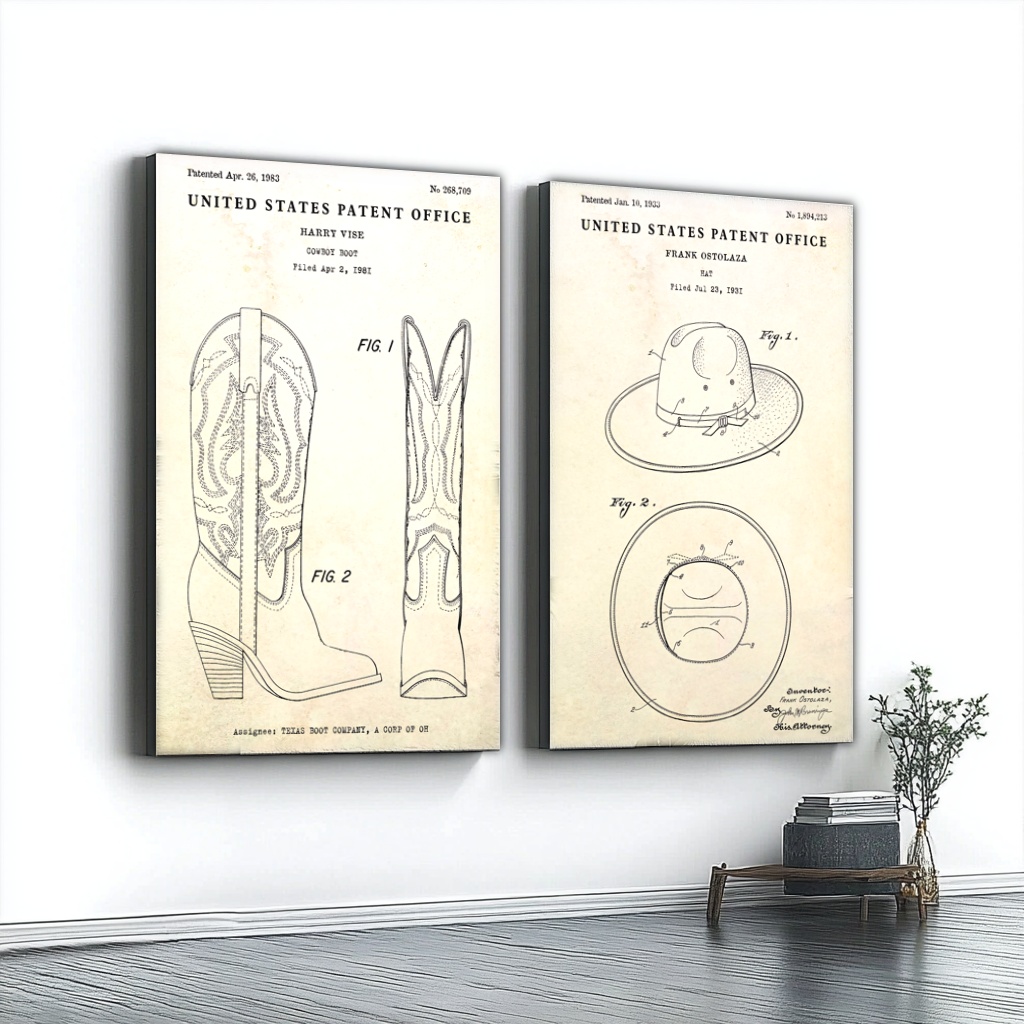 Patented Apr. 26, 1983
No 268,709
UNITED STATES PATENT OFFICE
HARRY VISE
COWBOY BOOT
Filed Apr 2, 1981
FIG. 1
FIG. 2
Assignee: TEXAS BOOT COMPANY, A CORP OF OH
Patented Jan. 10, 1933
No 1,894,213
UNITED STATES PATENT OFFICE
FRANK OSTOLAZA
HAT
Filed Jul 23, 1931
Fig. 1.
Fig. 2.
Inventor:
FRANK OSTOLAZA,
By
His Attorney